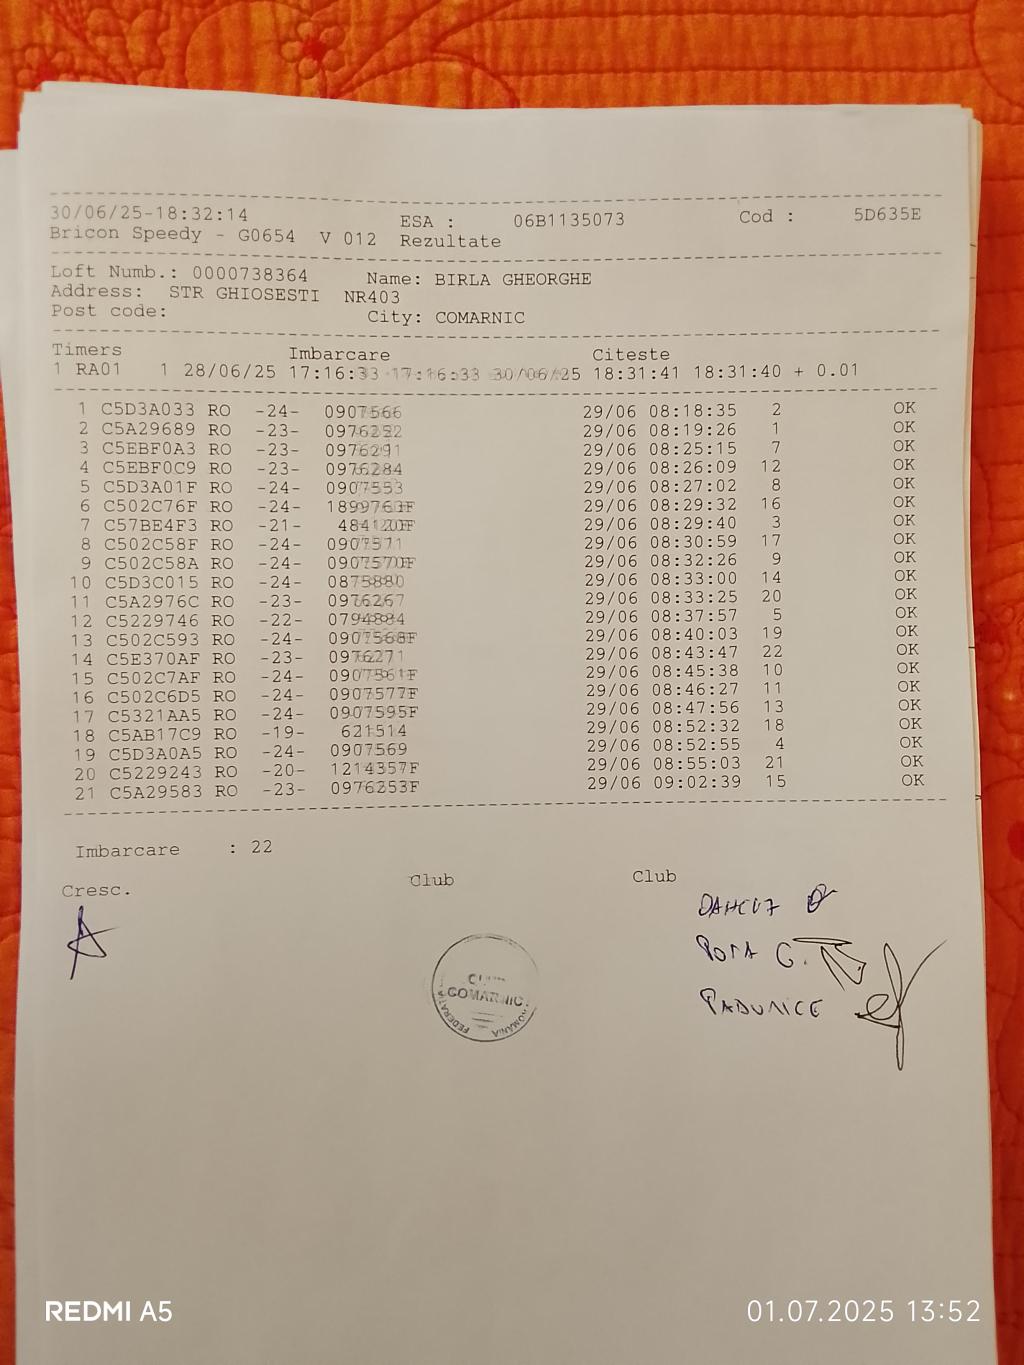 30/06/25-18:32:14 ESA : 06B1135073 Cod : 5D635E
Bricon Speedy - G0654 V 012 Rezultate
Loft Numb.: 0000738364 Name: BIRLA GHEORGHE
Address: STR GHIOSESTI NR403
Post code: City: COMARNIC
Timers Imbarcare Citeste
1 RA01 1 28/06/25 17:16:33 17:16:33 30/06/25 18:31:41 18:31:40 + 0.01
1 C5D3A033 RO -24- 0907566 29/06 08:18:35 2 OK
2 C5A29689 RO -23- 0976252 29/06 08:19:26 1 OK
3 C5EBF0A3 RO -23- 0976291 29/06 08:25:15 7 OK
4 C5EBF0C9 RO -23- 0976284 29/06 08:26:09 12 OK
5 C5D3A01F RO -24- 0907553 29/06 08:27:02 8 OK
6 C502C76F RO -24- 29/06 08:29:32 16 OK
7 C57BE4F3 RO -21- 484120F 29/06 08:29:40 3 OK
8 C502C58F RO -24- 0907571 29/06 08:30:59 17 OK
9 C502C58A RO -24- 0907570F 29/06 08:32:26 9 OK
10 C5D3C015 RO -24- 0875880 29/06 08:33:00 14 OK
11 C5A2976C RO -23- 0976267 29/06 08:33:25 20 OK
12 C5229746 RO -22- 0794884 29/06 08:37:57 5 OK
13 C502C593 RO -24- 0907568F 29/06 08:40:03 19 OK
14 C5E370AF RO -23- 0976271 29/06 08:43:47 22 OK
15 C502C7AF RO -24- 0907561F 29/06 08:45:38 10 OK
16 C502C6D5 RO -24- 0907577F 29/06 08:46:27 11 OK
17 C5321AA5 RO -24- 0907595F 29/06 08:47:56 13 OK
18 C5AB17C9 RO -19- 621514 29/06 08:52:32 18 OK
19 C5D3A0A5 RO -24- 0907569 29/06 08:52:55 4 OK
20 C5229243 RO -20- 1214357F 29/06 08:55:03 21 OK
21 C5A29583 RO -23- 0976253F 29/06 09:02:39 15 OK
Imbarcare : 22
Cresc. Club Club
POPA G.
COMARNIC
REDMI A5 01.07.2025 13:52